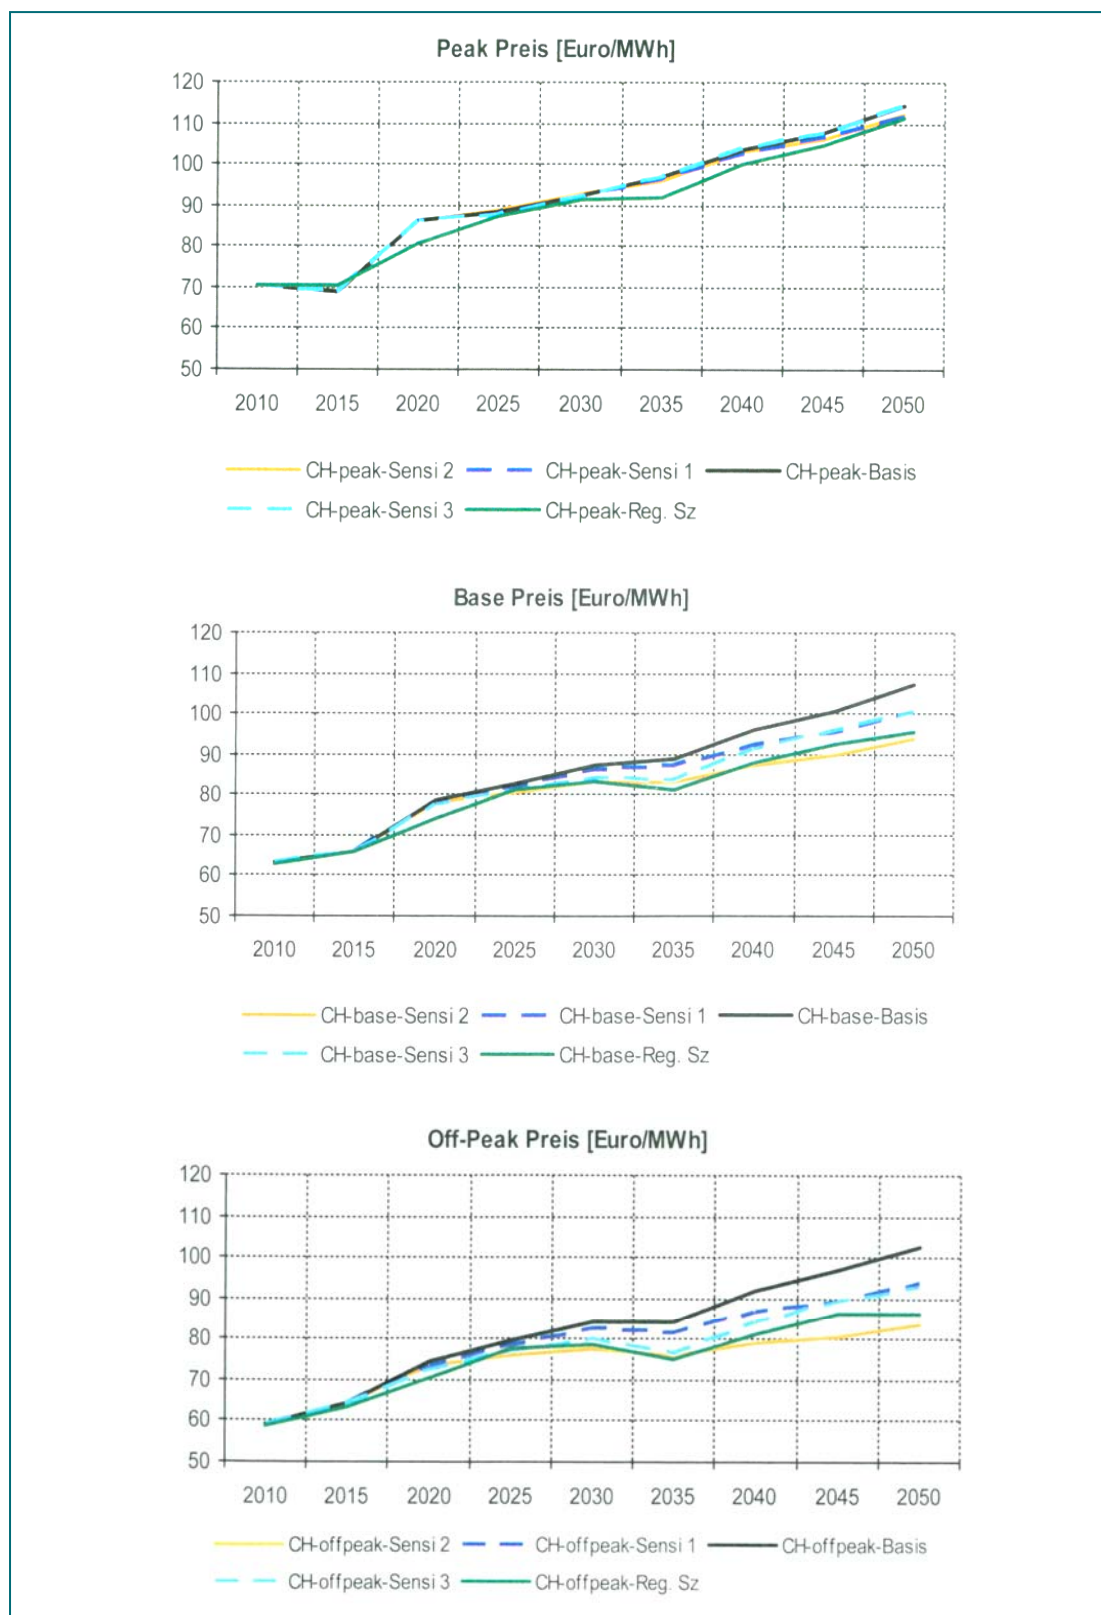 Peak Preis [Euro/MWh]
120
110
100
90
80
70
60
50
2010 2015 2020 2025 2030 2035 2040 2045 2050
CH-peak-Sensi 2 CH-peak-Sensi 1 CH-peak-Basis
CH-peak-Sensi 3 CH-peak-Reg. Sz
Base Preis [Euro/MWh]
120
110
100
90
80
70
60
50
2010 2015 2020 2025 2030 2035 2040 2045 2050
CH-base-Sensi 2 CH-base-Sensi 1 CH-base-Basis
CH-base-Sensi 3 CH-base-Reg. Sz
Off-Peak Preis [Euro/MWh]
120
110
100
90
80
70
60
50
2010 2015 2020 2025 2030 2035 2040 2045 2050
CH-offpeak-Sensi 2 CH-offpeak-Sensi 1 CH-offpeak-Basis
CH-offpeak-Sensi 3 CH-offpeak-Reg. Sz